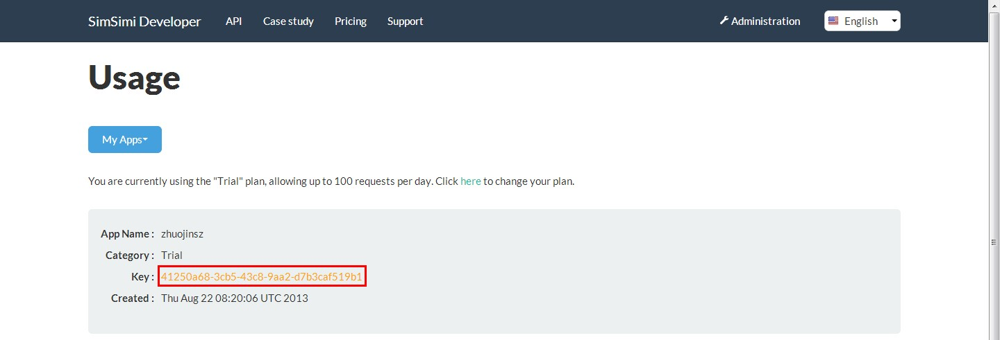 SimSimi Developer API Case study Pricing Support Administration English
Usage
My Apps
You are currently using the "Trial" plan, allowing up to 100 requests per day. Click here to change your plan.
App Name : zhuojinsz
Category : Trial
Key : 41250a68-3cb5-43c8-9aa2-d7b3caf519b1
Created : Thu Aug 22 08:20:06 UTC 2013